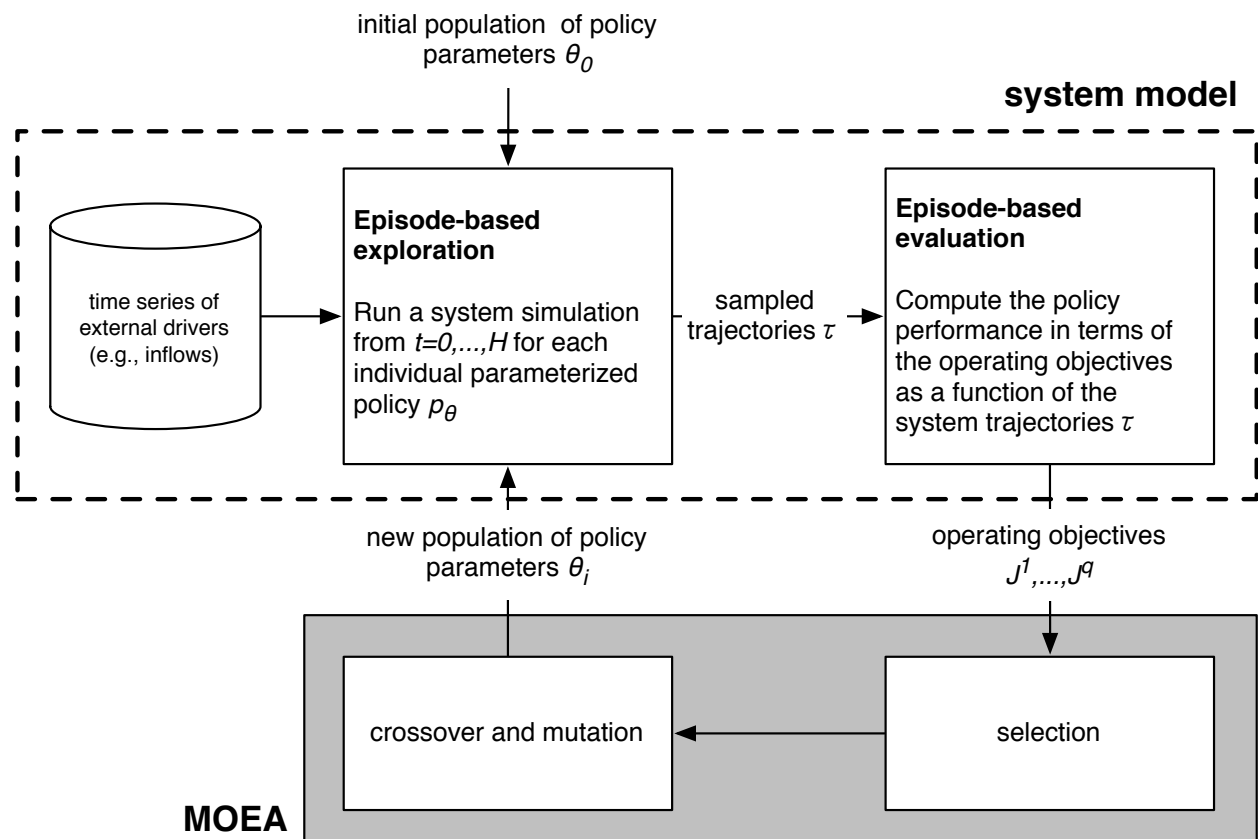 initial population of policy
parameters θ0
system model
time series of
external drivers
(e.g., inflows)
Episode-based
exploration
Run a system simulation
from t=0,...,H for each
individual parameterized
policy pθ
sampled
trajectories τ
Episode-based
evaluation
Compute the policy
performance in terms of
the operating objectives
as a function of the
system trajectories τ
new population of policy
parameters θi
operating objectives
J1,...,Jq
crossover and mutation
selection
MOEA